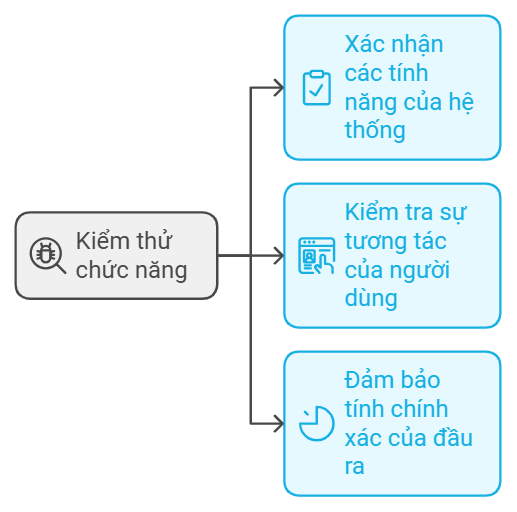 Xác nhận
các tính
năng của hệ
thống
Kiểm thử
chức năng
Kiểm tra sự
tương tác
của người
dùng
Đảm bảo
tính chính
xác của đầu
ra